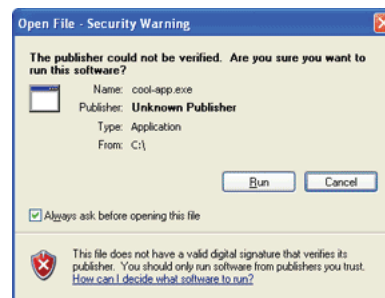 Open File - Security Warning
The publisher could not be verified. Are you sure you want to
run this software?
Name: cool-app.exe
Publisher: Unknown Publisher
Type: Application
From: C:\
Run Cancel
Always ask before opening this file
This file does not have a valid digital signature that verifies its
publisher. You should only run software from publishers you trust.
How can I decide what software to run?